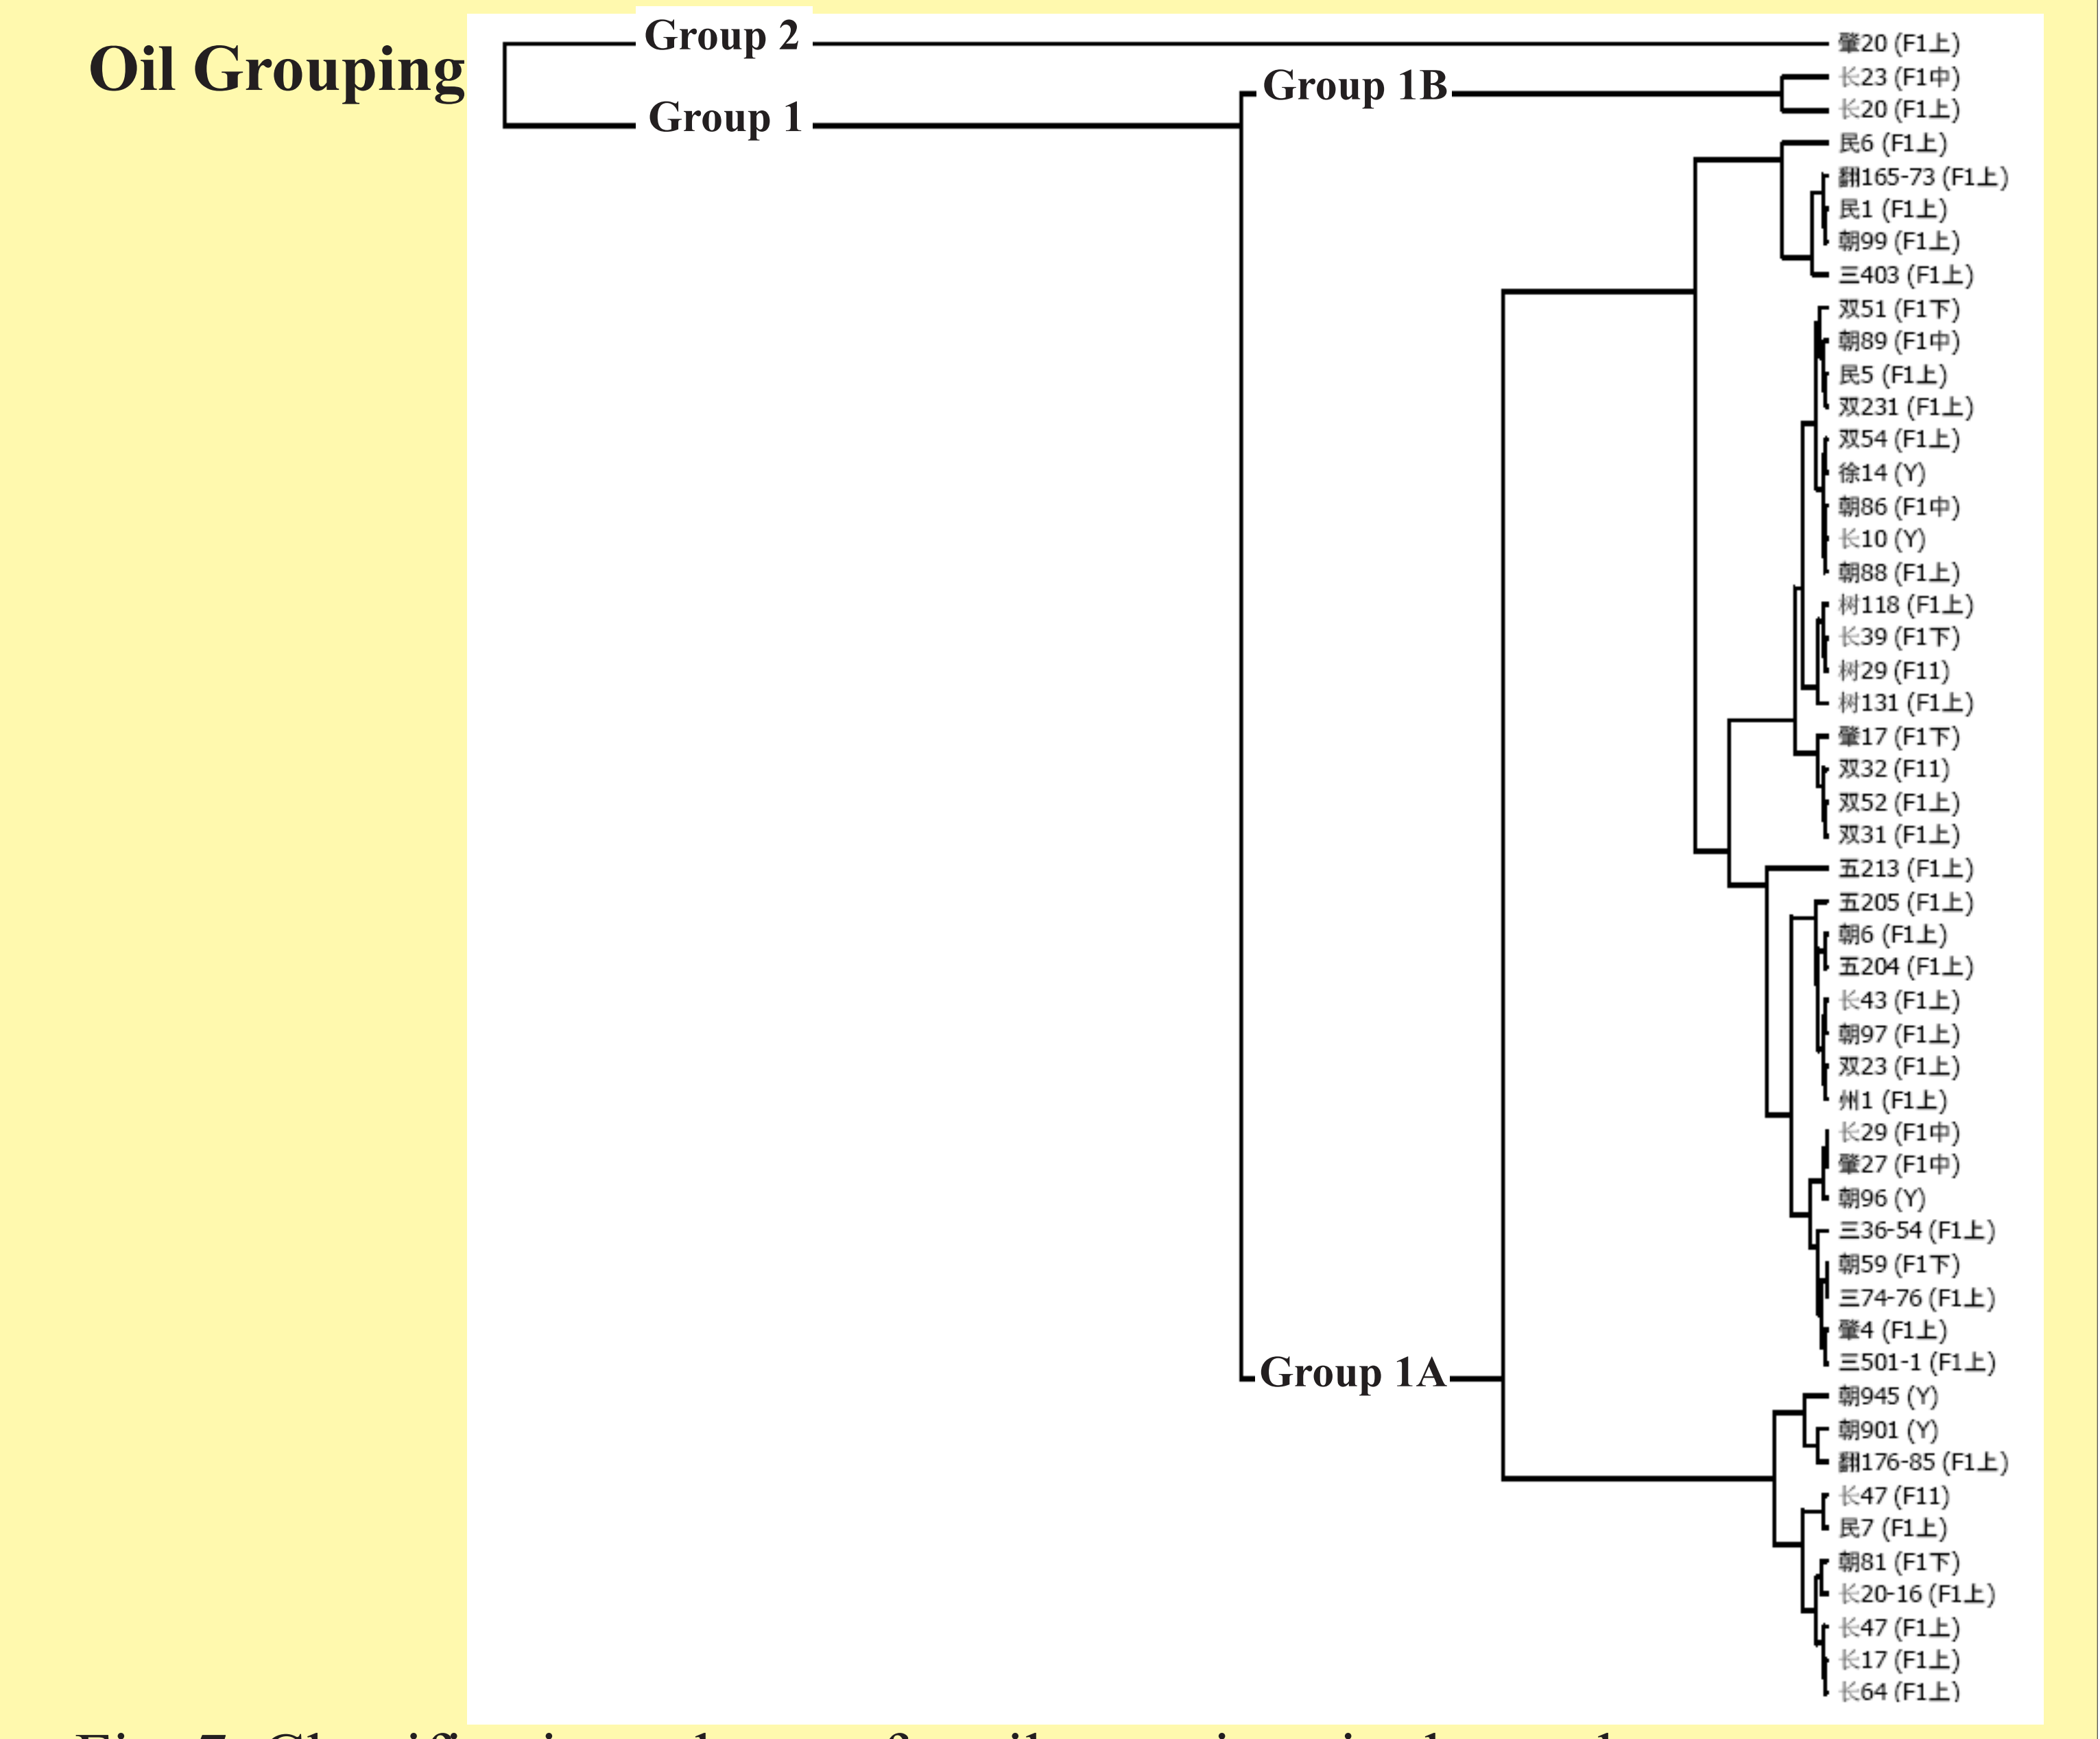 Oil Grouping
Group 2
Group 1
Group 1B
Group 1A
肇20 (F1上)
长23 (F1中)
长20 (F1上)
民6 (F1上)
翻165-73 (F1上)
民1 (F1上)
朝99 (F1上)
三403 (F1上)
双51 (F1下)
朝89 (F1中)
民5 (F1上)
双231 (F1上)
双54 (F1上)
徐14 (Y)
朝86 (F1中)
长10 (Y)
朝88 (F1上)
树118 (F1上)
长39 (F1下)
树29 (F11)
树131 (F1上)
肇17 (F1下)
双32 (F11)
双52 (F1上)
双31 (F1上)
五213 (F1上)
五205 (F1上)
朝6 (F1上)
五204 (F1上)
长43 (F1上)
朝97 (F1上)
双23 (F1上)
州1 (F1上)
长29 (F1中)
肇27 (F1中)
朝96 (Y)
三36-54 (F1上)
朝59 (F1下)
三74-76 (F1上)
肇4 (F1上)
三501-1 (F1上)
朝945 (Y)
朝901 (Y)
翻176-85 (F1上)
长47 (F11)
民7 (F1上)
朝81 (F1下)
长20-16 (F1上)
长47 (F1上)
长17 (F1上)
长64 (F1上)